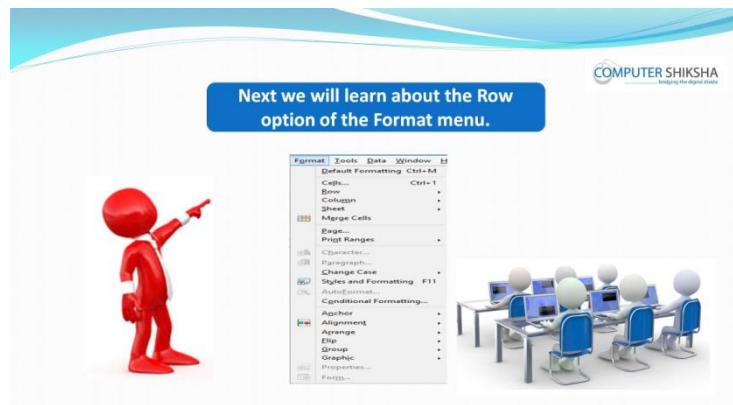 COMPUTER SHIKSHA
bridging the digital divide
Next we will learn about the Row
option of the Format menu.
Format Tools Data Window H
Default Formatting Ctrl+M
Cells... Ctrl+1
Row
Column
Sheet
Merge Cells
Page...
Print Ranges
Character...
Paragraph...
Change Case
Styles and Formatting F11
AutoFormat...
Conditional Formatting...
Anchor
Alignment
Arrange
Flip
Group
Graphic
Properties...
Form...